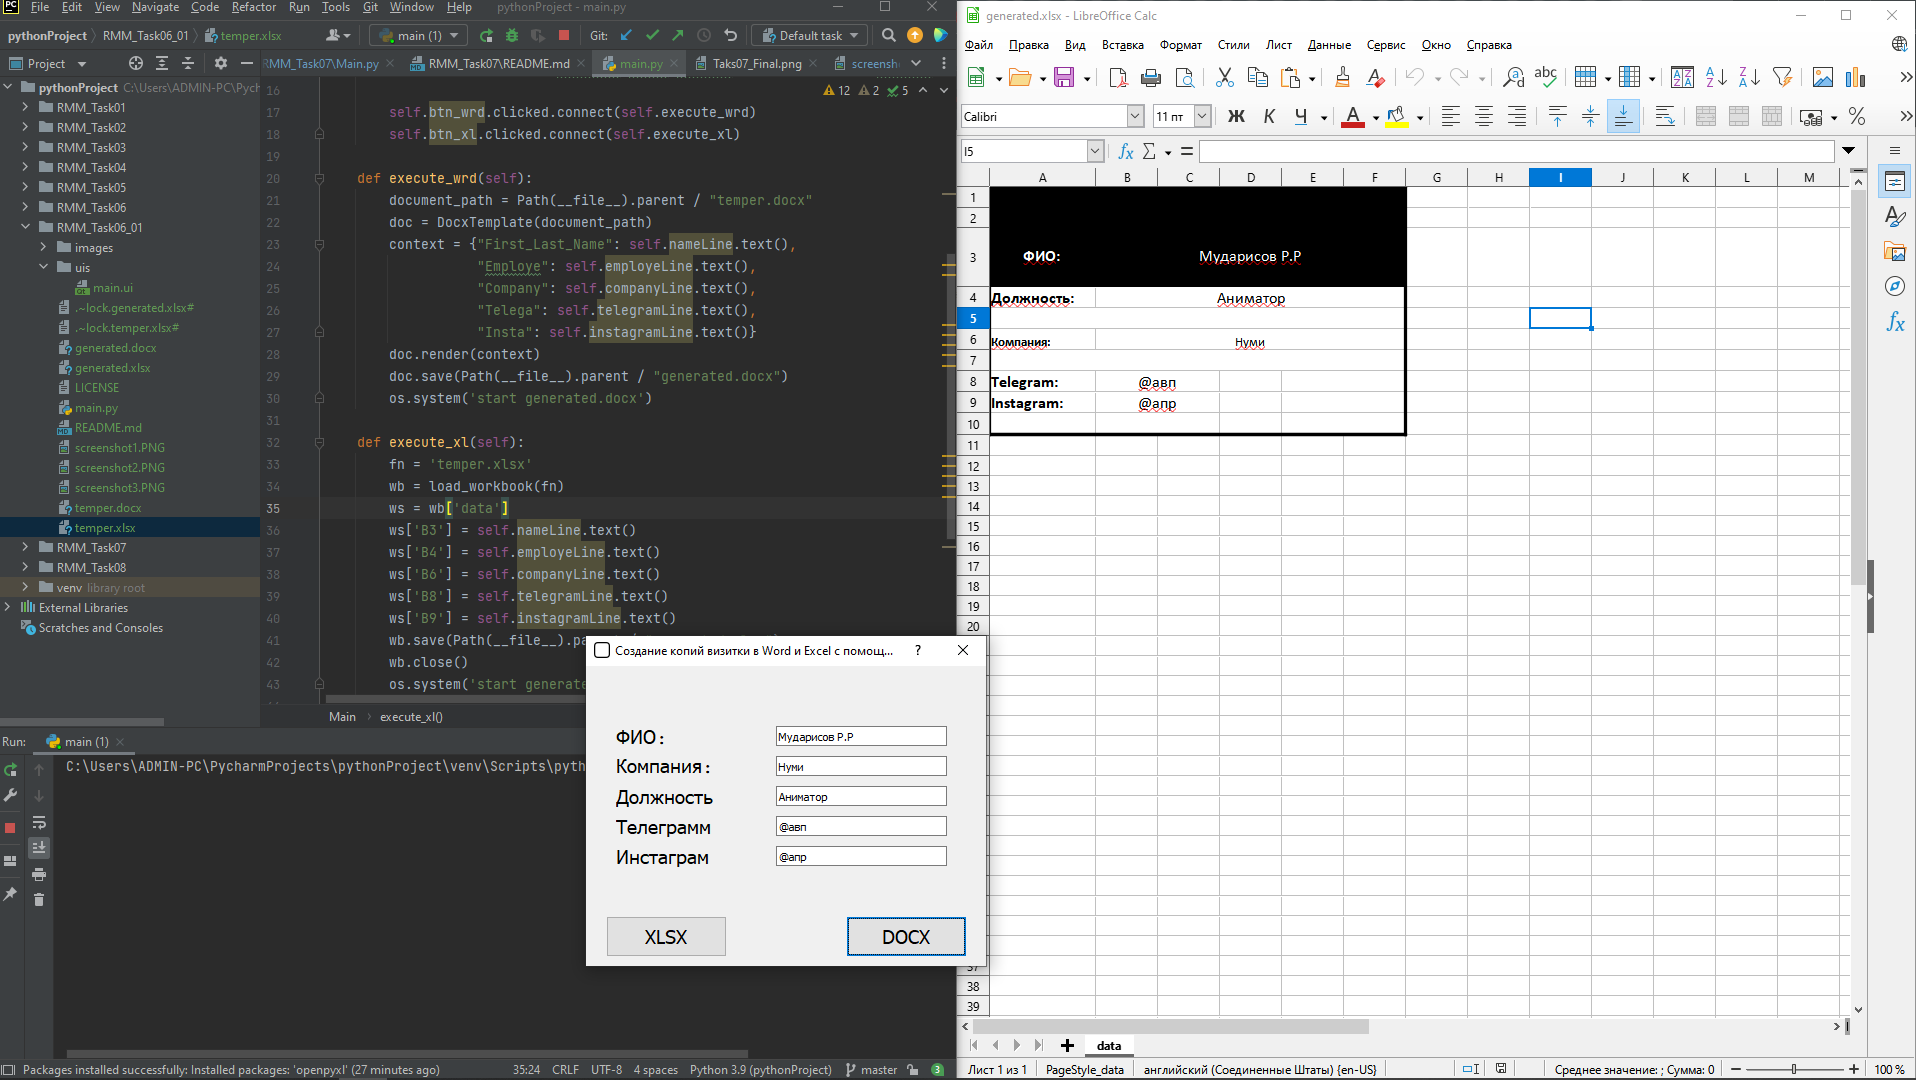 File Edit View Navigate Code Refactor Run Tools Git Window Help pythonProject - main.py
pythonProject RMM_Task06_01 temper.xlsx main (1) Git: Default task
Project RMM_Task07\Main.py RMM_Task07\README.md main.py Taks07_Final.png screensh
pythonProject C:\Users\ADMIN-PC\Pych
RMM_Task01
RMM_Task02
RMM_Task03
RMM_Task04
RMM_Task05
RMM_Task06
RMM_Task06_01
images
uis
main.ui
.~lock.generated.xlsx#
.~lock.temper.xlsx#
generated.docx
generated.xlsx
LICENSE
main.py
README.md
screenshot1.PNG
screenshot2.PNG
screenshot3.PNG
temper.docx
temper.xlsx
RMM_Task07
RMM_Task08
venv library root
External Libraries
Scratches and Consoles
12 2 5
16
17 self.btn_wrd.clicked.connect(self.execute_wrd)
18 self.btn_xl.clicked.connect(self.execute_xl)
19
20 def execute_wrd(self):
21 document_path = Path(__file__).parent / "temper.docx"
22 doc = DocxTemplate(document_path)
23 context = {"First_Last_Name": self.nameLine.text(),
24 "Employe": self.employeLine.text(),
25 "Company": self.companyLine.text(),
26 "Telega": self.telegramLine.text(),
27 "Insta": self.instagramLine.text()}
28 doc.render(context)
29 doc.save(Path(__file__).parent / "generated.docx")
30 os.system('start generated.docx')
31
32 def execute_xl(self):
33 fn = 'temper.xlsx'
34 wb = load_workbook(fn)
35 ws = wb['data']
36 ws['B3'] = self.nameLine.text()
37 ws['B4'] = self.employeLine.text()
38 ws['B6'] = self.companyLine.text()
39 ws['B8'] = self.telegramLine.text()
40 ws['B9'] = self.instagramLine.text()
41 wb.save(Path(__file__).pa
42 wb.close()
43 os.system('start generate
Main execute_xl()
Run: main (1)
C:\Users\ADMIN-PC\PycharmProjects\pythonProject\venv\Scripts\pyth
Packages installed successfully: Installed packages: 'openpyxl' (27 minutes ago) 35:24 CRLF UTF-8 4 spaces Python 3.9 (pythonProject) master 3
Создание копий визитки в Word и Excel с помощ... ?
ФИО: Мударисов Р.Р
Компания: Нуми
Должность Аниматор
Телеграмм @авп
Инстаграм @апр
XLSX DOCX
generated.xlsx - LibreOffice Calc
Файл Правка Вид Вставка Формат Стили Лист Данные Сервис Окно Справка
Calibri 11 пт Ж К Ч A %
I5 fx Σ =
A B C D E F G H I J K L M
1
2
3 ФИО: Мударисов Р.Р
4 Должность: Аниматор
5
6 Компания: Нуми
7
8 Telegram: @авп
9 Instagram: @апр
10
11
12
13
14
15
16
17
18
19
20
37
38
39
data
Лист 1 из 1 PageStyle_data английский (Соединенные Штаты) {en-US} Среднее значение: ; Сумма: 0 100 %